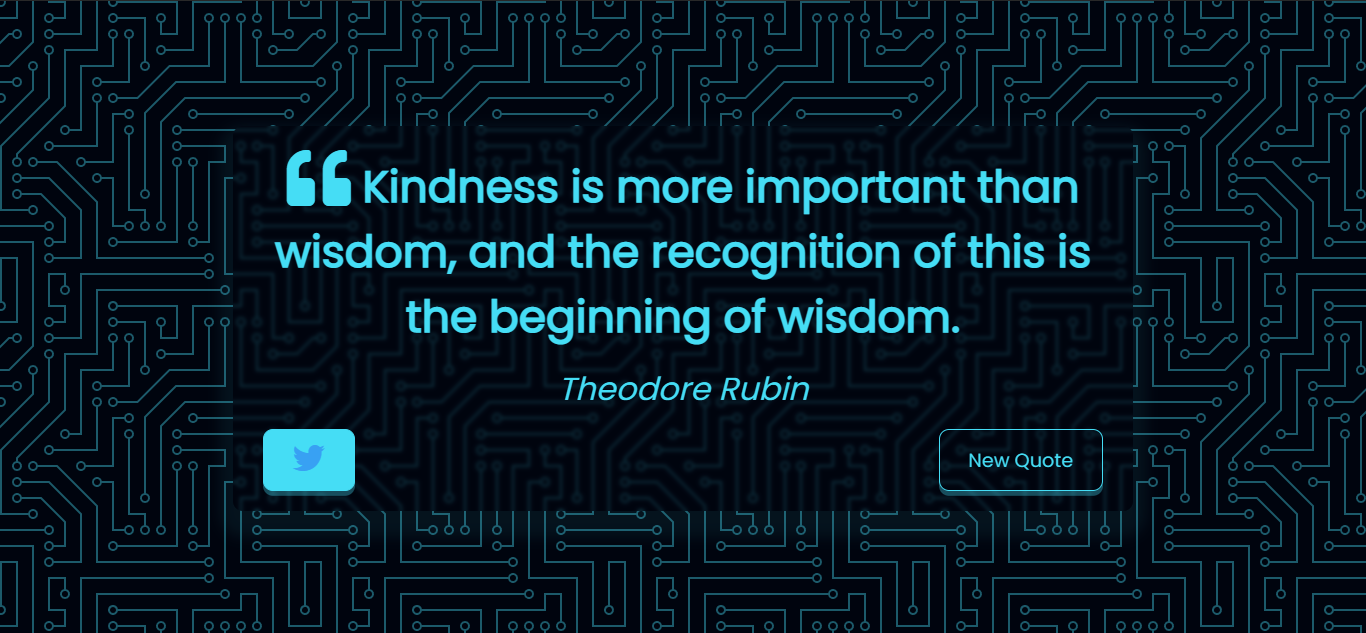 Kindness is more important than
wisdom, and the recognition of this is
the beginning of wisdom.
Theodore Rubin
New Quote